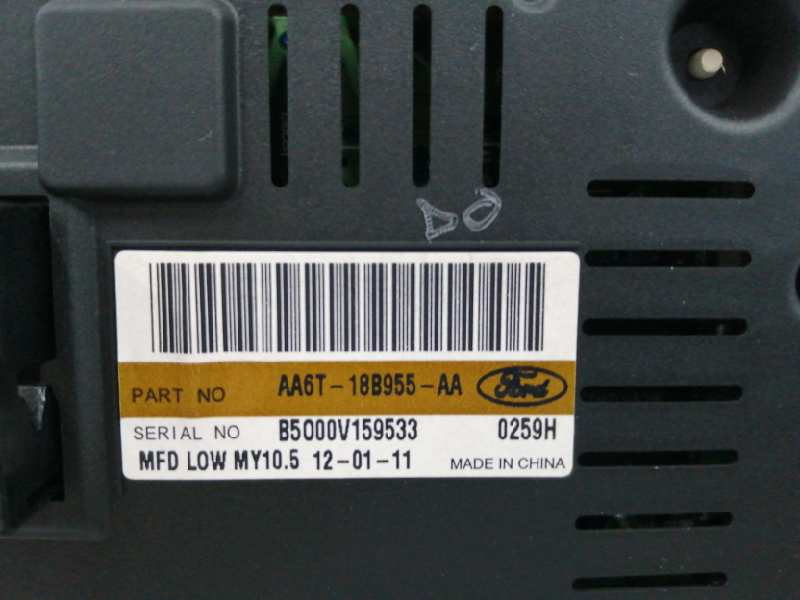 PART NO AA6T-18B955-AA Ford
SERIAL NO B5000V159533 0259H
MFD LOW MY10.5 12-01-11 MADE IN CHINA